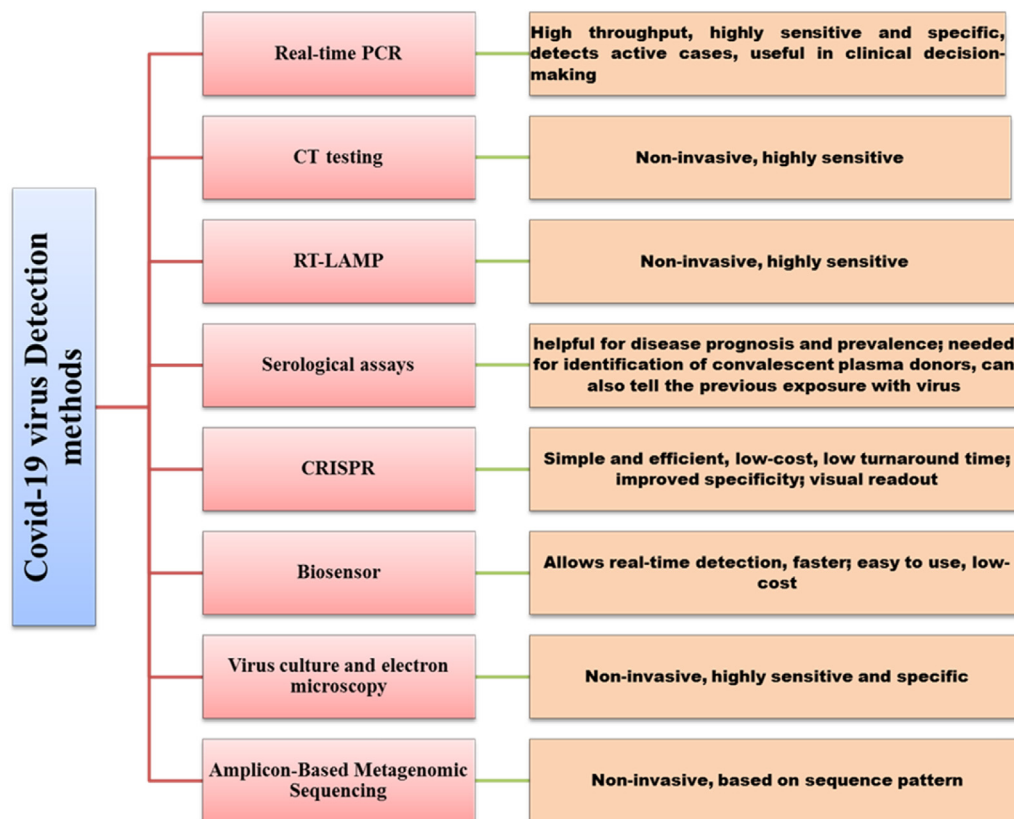 Covid-19 virus Detection
methods
Real-time PCR
High throughput, highly sensitive and specific,
detects active cases, useful in clinical decision-
making
CT testing
Non-invasive, highly sensitive
RT-LAMP
Non-invasive, highly sensitive
Serological assays
helpful for disease prognosis and prevalence; needed
for identification of convalescent plasma donors, can
also tell the previous exposure with virus
CRISPR
Simple and efficient, low-cost, low turnaround time;
improved specificity; visual readout
Biosensor
Allows real-time detection, faster; easy to use, low-
cost
Virus culture and electron
microscopy
Non-invasive, highly sensitive and specific
Amplicon-Based Metagenomic
Sequencing
Non-invasive, based on sequence pattern